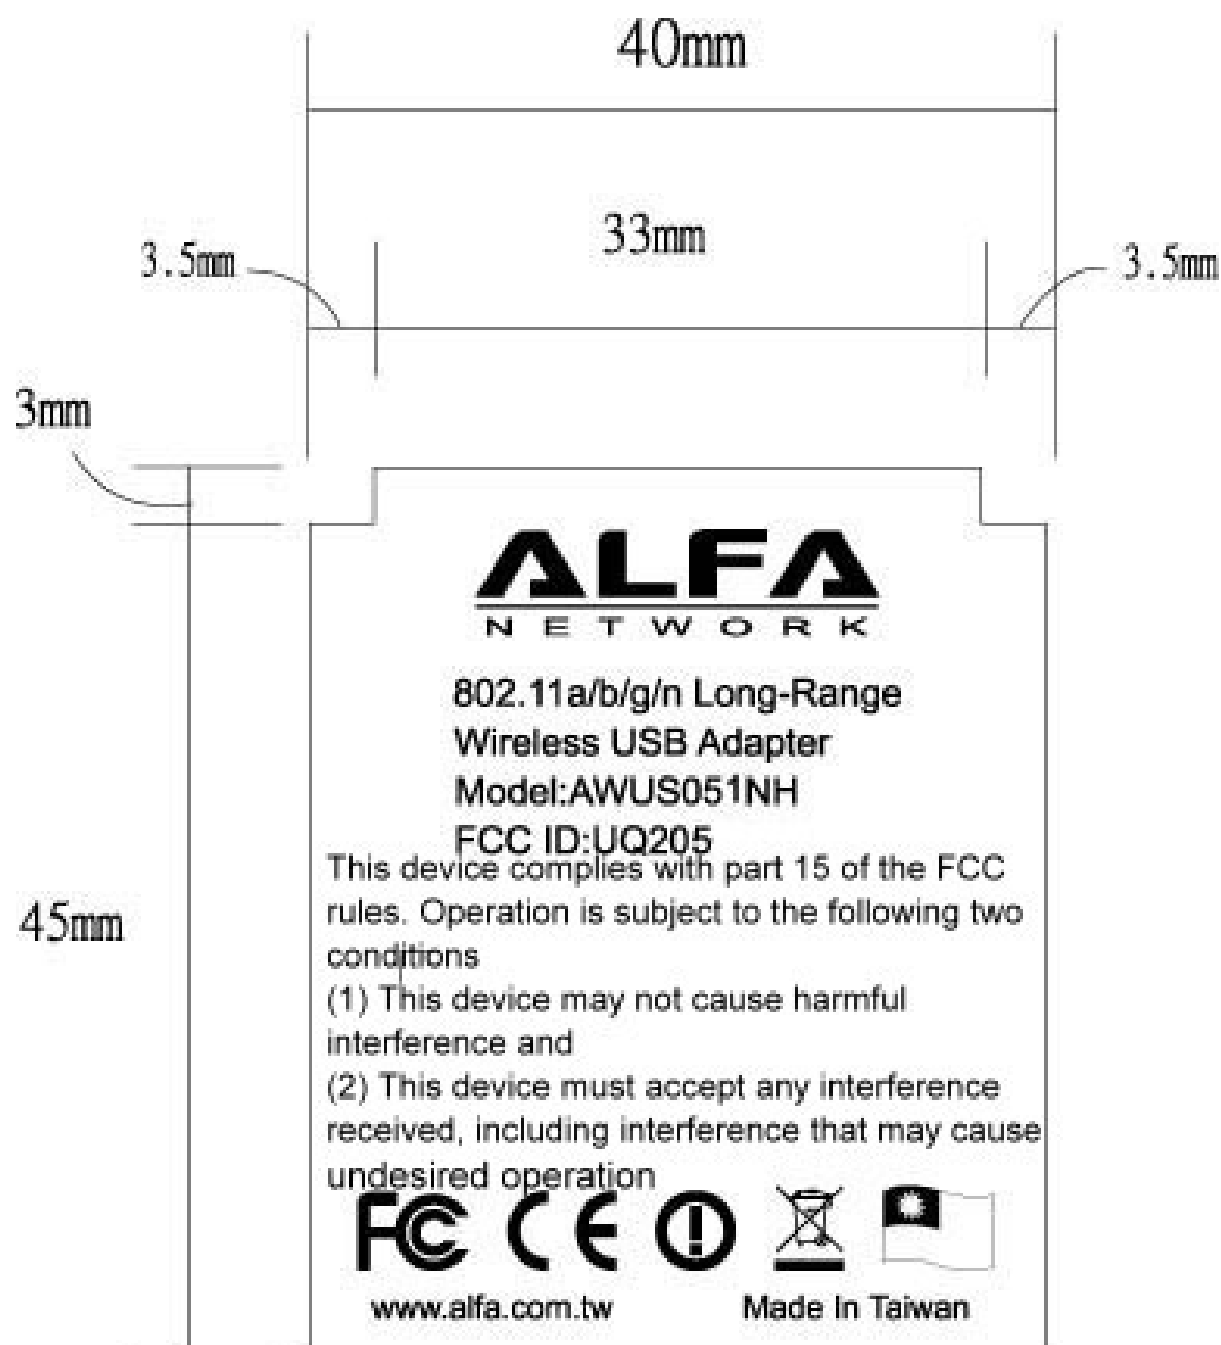 40mm
33mm
3.5mm
3.5mm
3mm
45mm
ALFA
NETWORK
802.11a/b/g/n Long-Range
Wireless USB Adapter
Model:AWUS051NH
FCC ID:UQ205
This device complies with part 15 of the FCC
rules. Operation is subject to the following two
conditions
(1) This device may not cause harmful
interference and
(2) This device must accept any interference
received, including interference that may cause
undesired operation
FC CE
www.alfa.com.tw Made In Taiwan